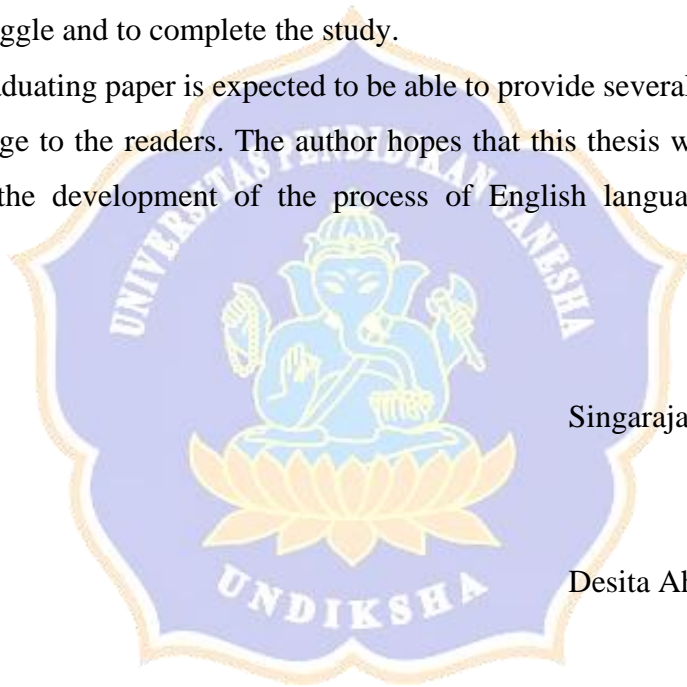 ggle and to complete the study.
aduating paper is expected to be able to provide several
ge to the readers. The author hopes that this thesis w
the development of the process of English langua
UNIVERSITAS PENDIDIKAN GANESHA
Singaraja
Desita Ah
UNDIKSHA